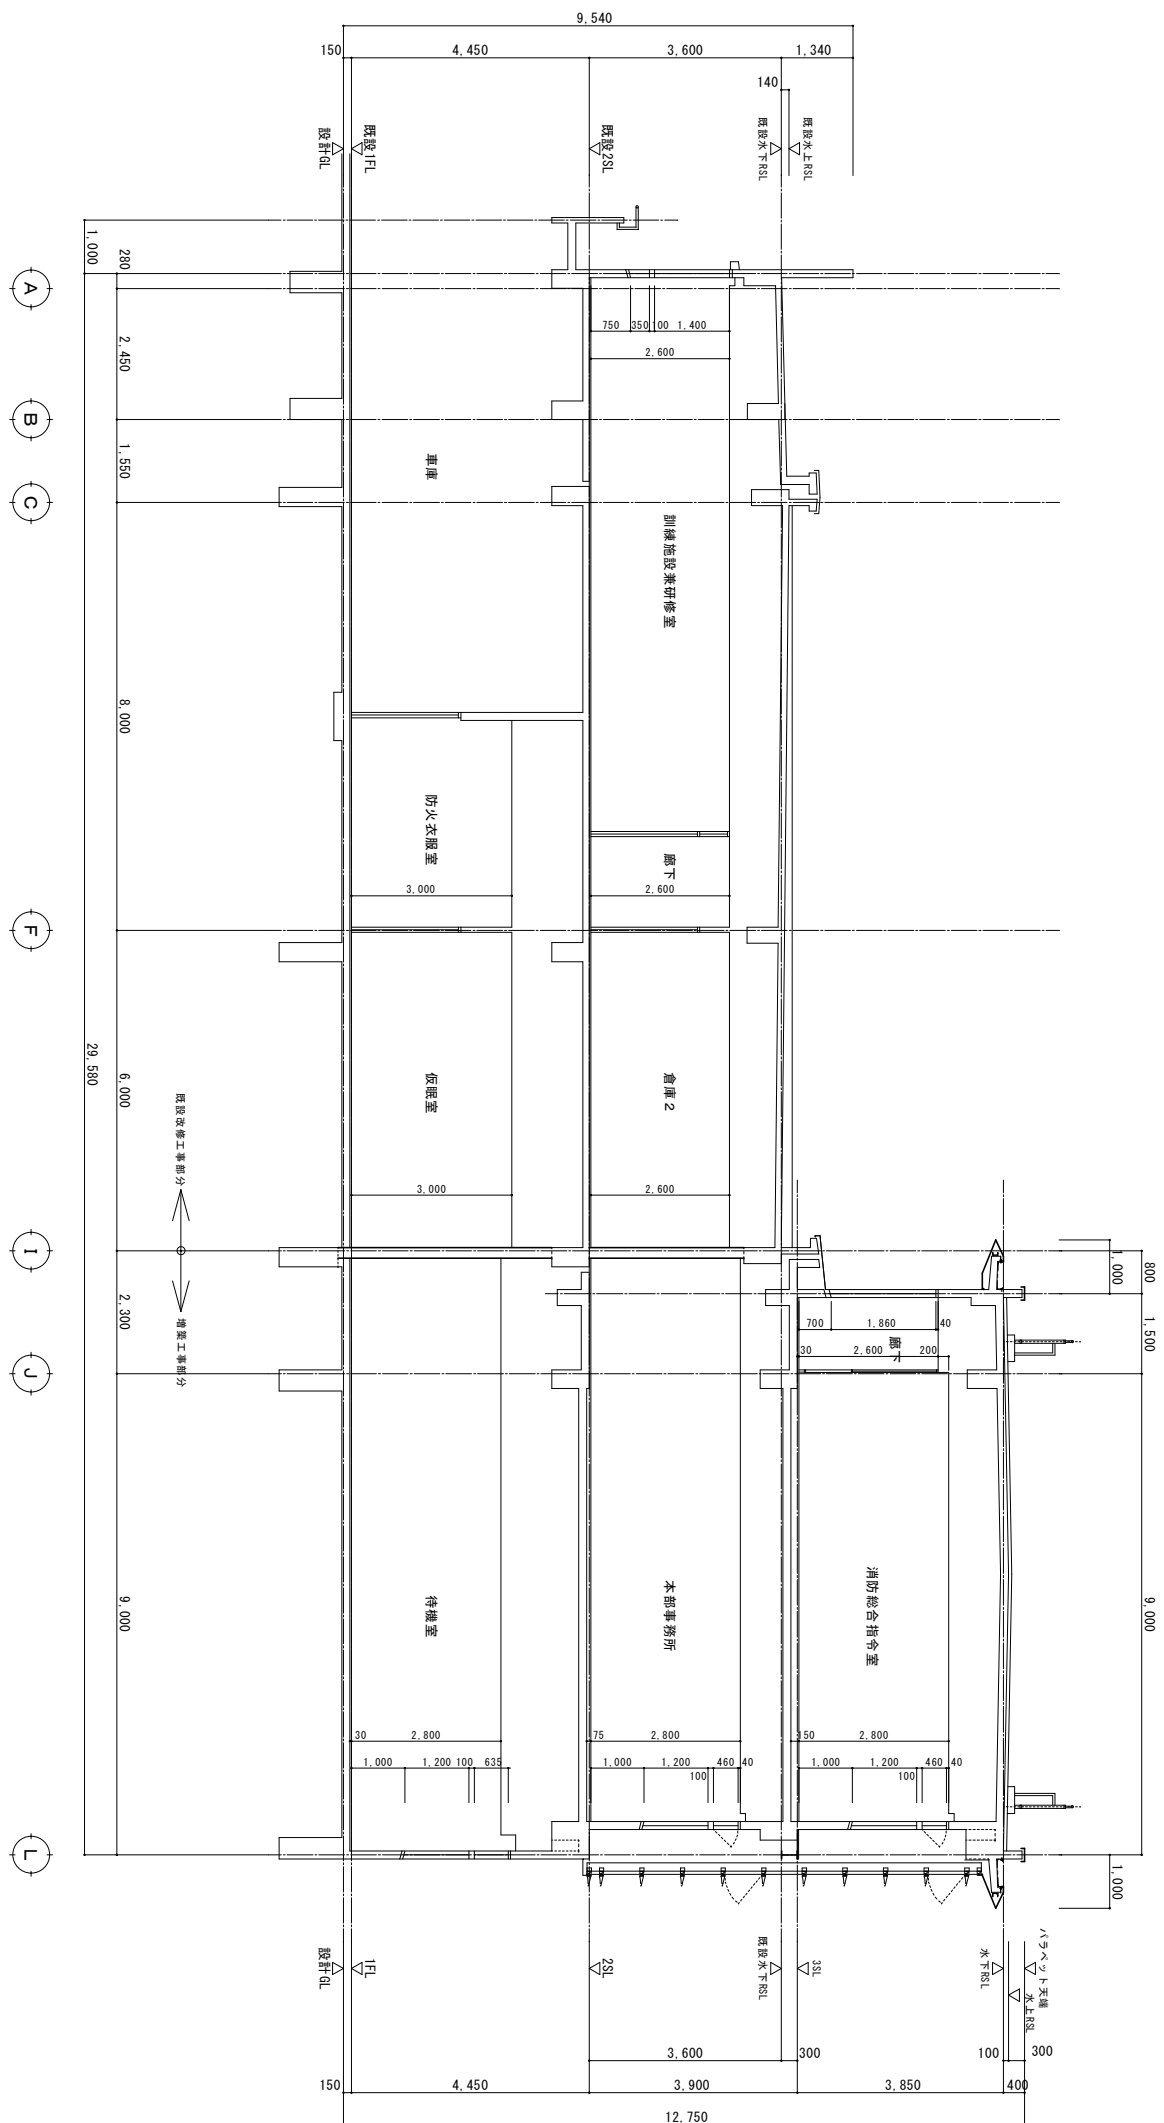 9,540
150
4,450
3,600
1,340
140
設計GL
既設1FL
既設2SL
既設水下RSL
既設水上RSL
1,000
280
2,450
1,550
8,000
6,000
2,300
9,000
29,580
A
B
C
F
I
J
L
750
350
100
1,400
2,600
車庫
訓練施設兼研修室
防火衣服室
廊下
3,000
2,600
仮眠室
倉庫2
3,000
2,600
既設改修工事部分
増築工事部分
1,000
800
1,500
9,000
1,000
700
1,860
40
廊下
30
2,600
200
待機室
本部事務所
消防総合指令室
30
2,800
75
2,800
150
2,800
1,000
1,200
100
635
1,000
1,200
100
460
40
1,000
1,200
100
460
40
設計GL
1FL
2SL
既設水下RSL
3SL
水下RSL
水上RSL
パラペット天端
3,600
300
100
300
150
4,450
3,900
3,850
400
12,750